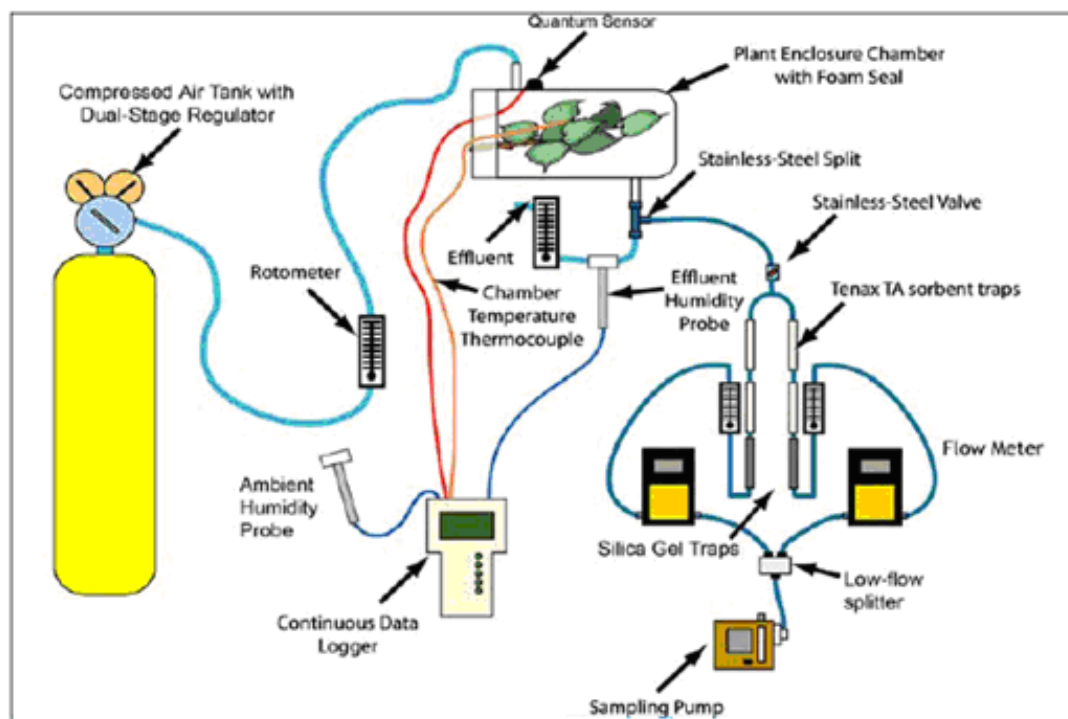 Quantum Sensor
Plant Enclosure Chamber
with Foam Seal
Compressed Air Tank with
Dual-Stage Regulator
Stainless-Steel Split
Stainless-Steel Valve
Effluent
Rotometer
Effluent
Humidity
Probe
Tenax TA sorbent traps
Chamber
Temperature
Thermocouple
Flow Meter
Ambient
Humidity
Probe
Silica Gel Traps
Low-flow
splitter
Continuous Data
Logger
Sampling Pump